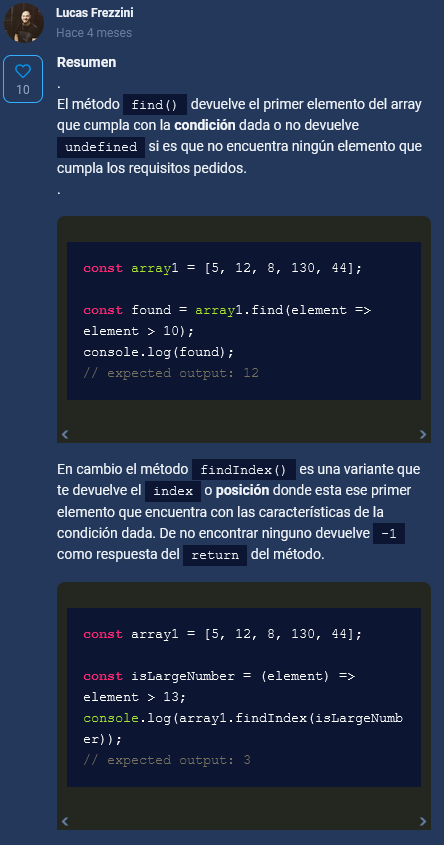 Lucas Frezzini
Hace 4 meses
10
Resumen
.
El método find() devuelve el primer elemento del array
que cumpla con la condición dada o no devuelve
undefined si es que no encuentra ningún elemento que
cumpla los requisitos pedidos.
.
const array1 = [5, 12, 8, 130, 44];
const found = array1.find(element =>
element > 10);
console.log(found);
// expected output: 12
En cambio el método findIndex() es una variante que
te devuelve el index o posición donde esta ese primer
elemento que encuentra con las características de la
condición dada. De no encontrar ninguno devuelve -1
como respuesta del return del método.
const array1 = [5, 12, 8, 130, 44];
const isLargeNumber = (element) =>
element > 13;
console.log(array1.findIndex(isLargeNumb
er));
// expected output: 3